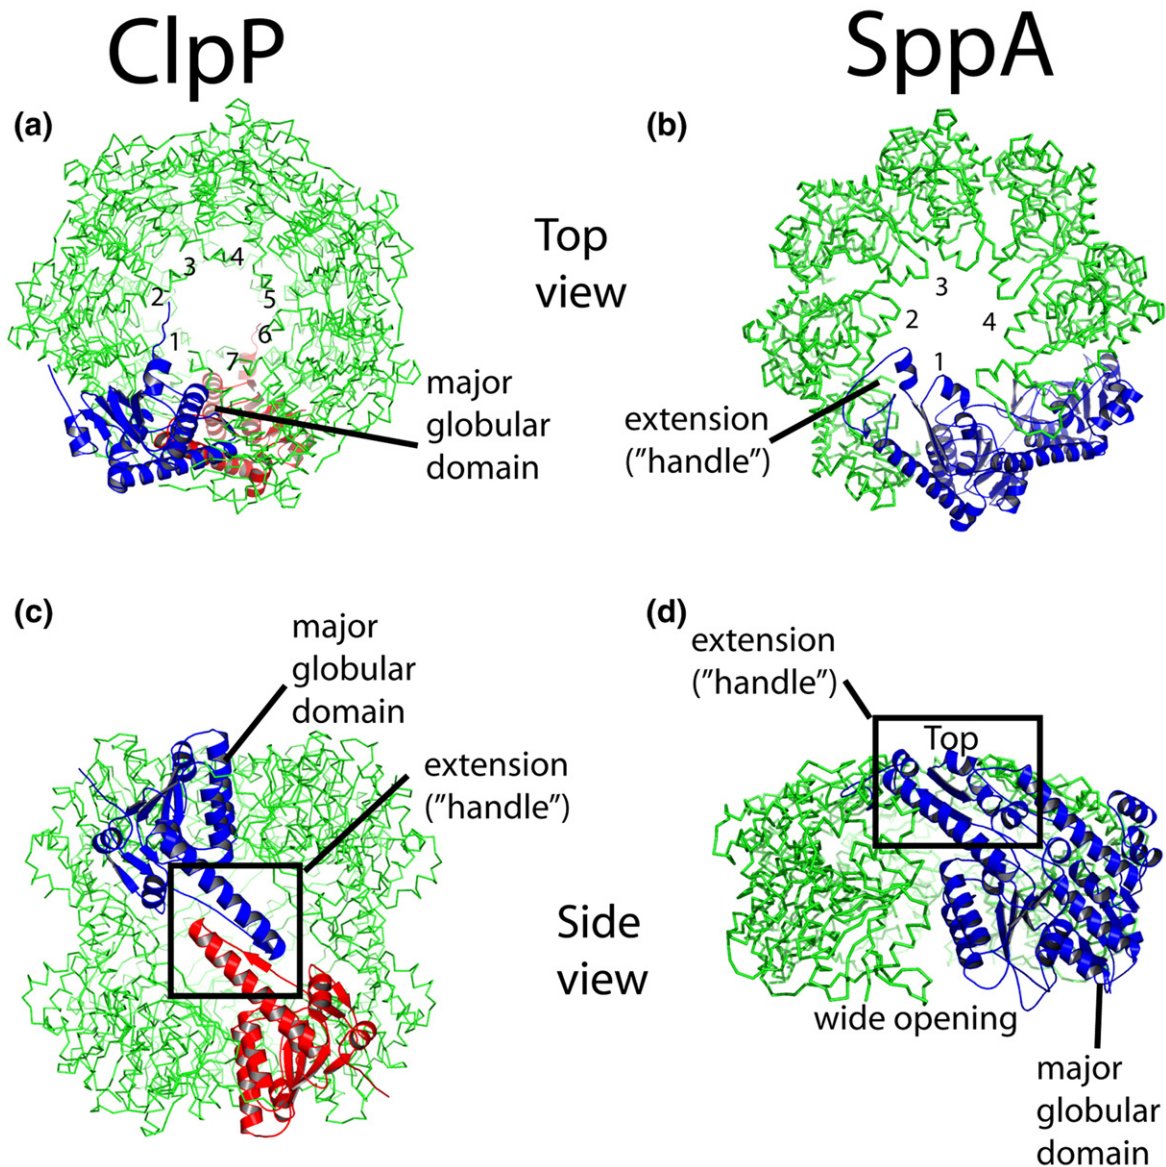 ClpP
SppA
(a)
(b)
4
3
2
5
1
6
7
major
globular
domain
Top
view
3
2
4
1
extension
("handle")
(c)
major
globular
domain
extension
("handle")
(d)
extension
("handle")
Top
Side
view
wide opening
major
globular
domain